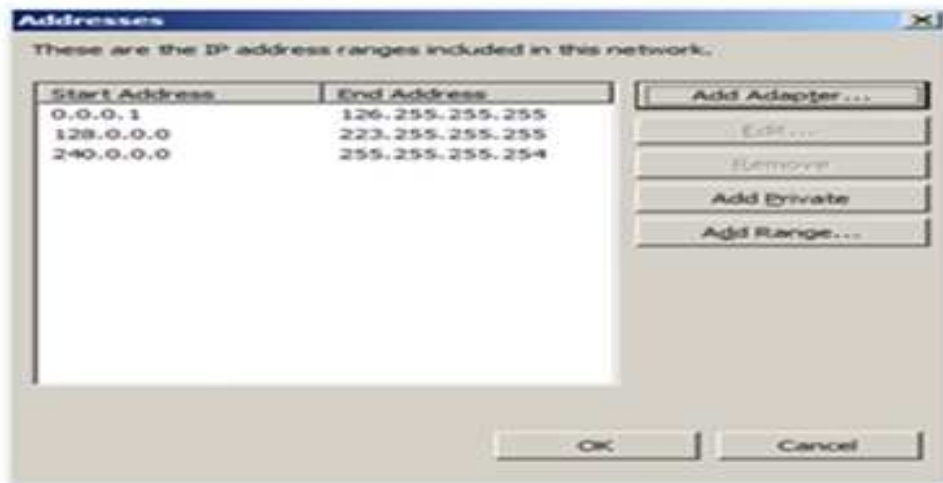 Addresses
These are the IP address ranges included in this network.
Start Address End Address
0.0.0.1 126.255.255.255
128.0.0.0 223.255.255.255
240.0.0.0 255.255.255.254
Add Adapter...
Edit...
Remove
Add Private
Add Range...
OK Cancel